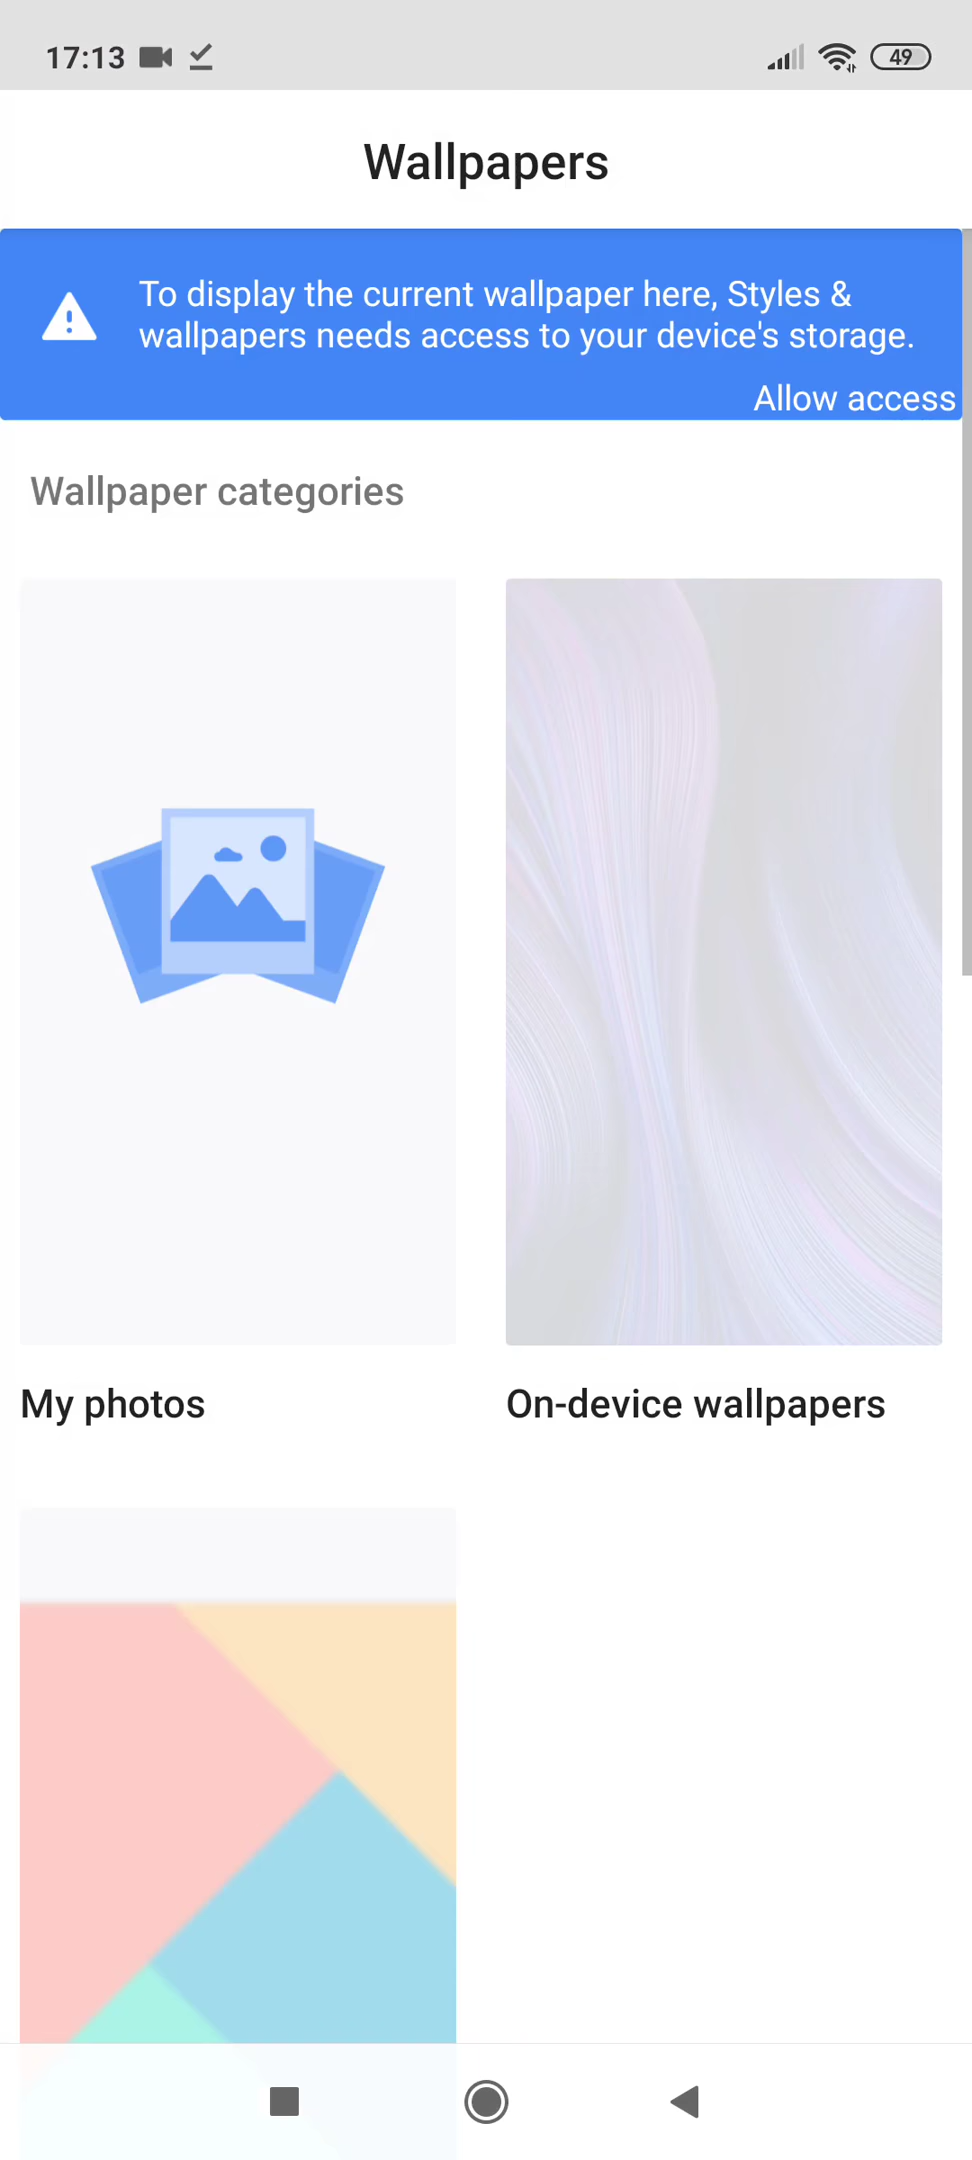 17:13
49
Wallpapers
To display the current wallpaper here, Styles &
wallpapers needs access to your device's storage.
Allow access
Wallpaper categories
My photos
On-device wallpapers